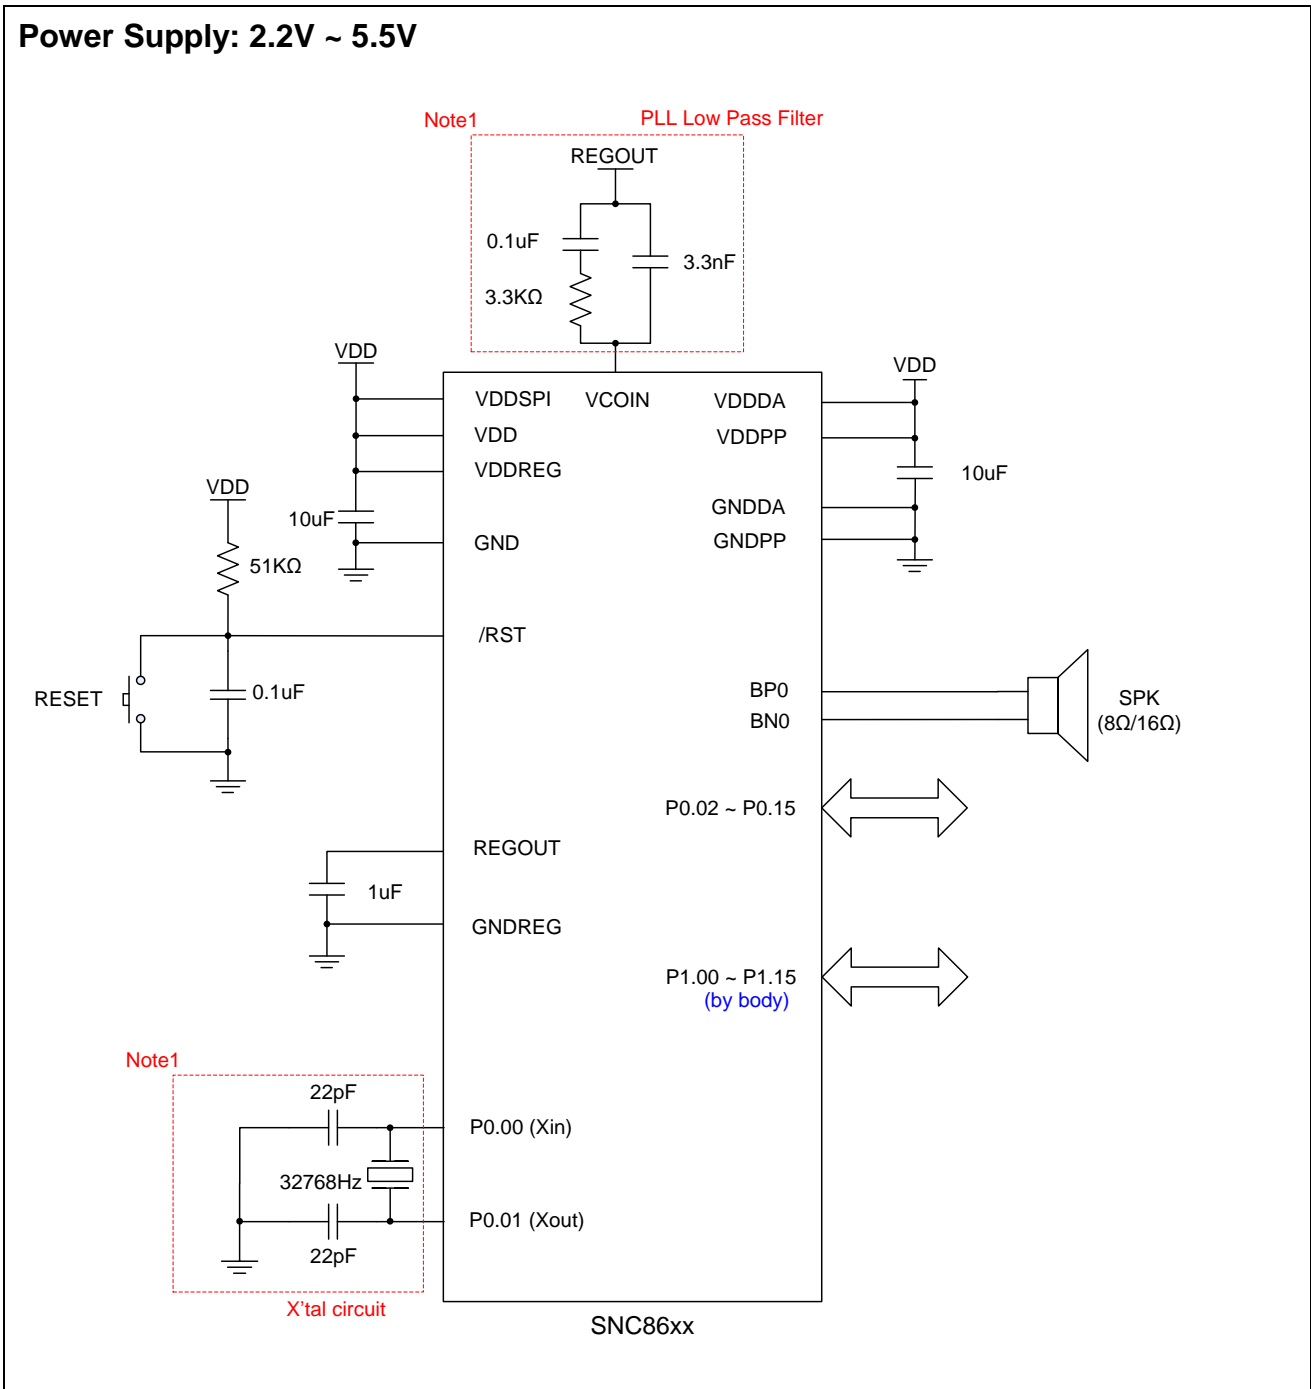 Power Supply: 2.2V ~ 5.5V
Note1
PLL Low Pass Filter
REGOUT
0.1uF
3.3nF
3.3KΩ
VDD
VDD
VDDSPI
VCOIN
VDDDA
VDD
VDDPP
VDDREG
10uF
VDD
GNDDA
10uF
GND
GNDPP
51KΩ
/RST
RESET
0.1uF
BP0
BN0
SPK
(8Ω/16Ω)
P0.02 ~ P0.15
REGOUT
1uF
GNDREG
P1.00 ~ P1.15
(by body)
Note1
22pF
P0.00 (Xin)
32768Hz
P0.01 (Xout)
22pF
X'tal circuit
SNC86xx